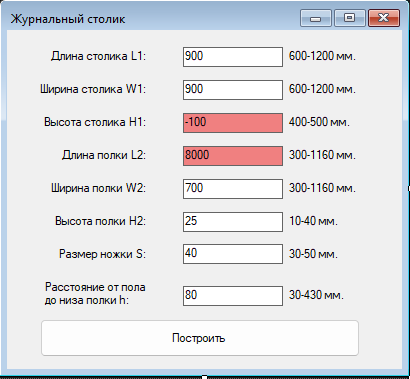 Журнальный столик
Длина столика L1: 900 600-1200 мм.
Ширина столика W1: 900 600-1200 мм.
Высота столика H1: -100 400-500 мм.
Длина полки L2: 8000 300-1160 мм.
Ширина полки W2: 700 300-1160 мм.
Высота полки H2: 25 10-40 мм.
Размер ножки S: 40 30-50 мм.
Расстояние от пола
до низа полки h: 80 30-430 мм.
Построить